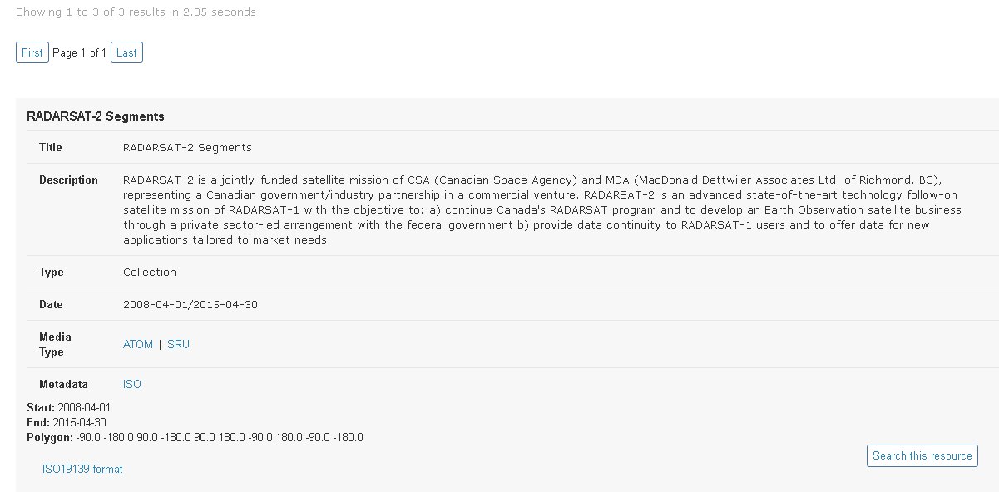 Showing 1 to 3 of 3 results in 2.05 seconds
First Page 1 of 1 Last
RADARSAT-2 Segments
Title RADARSAT-2 Segments
Description RADARSAT-2 is a jointly-funded satellite mission of CSA (Canadian Space Agency) and MDA (MacDonald Dettwiler Associates Ltd. of Richmond, BC),
representing a Canadian government/industry partnership in a commercial venture. RADARSAT-2 is an advanced state-of-the-art technology follow-on
satellite mission of RADARSAT-1 with the objective to: a) continue Canada's RADARSAT program and to develop an Earth Observation satellite business
through a private sector-led arrangement with the federal government b) provide data continuity to RADARSAT-1 users and to offer data for new
applications tailored to market needs.
Type Collection
Date 2008-04-01/2015-04-30
Media
Type
ATOM | SRU
Metadata ISO
Start: 2008-04-01
End: 2015-04-30
Polygon: -90.0 -180.0 90.0 -180.0 90.0 180.0 -90.0 180.0 -90.0 -180.0
Search this resource
ISO19139 format